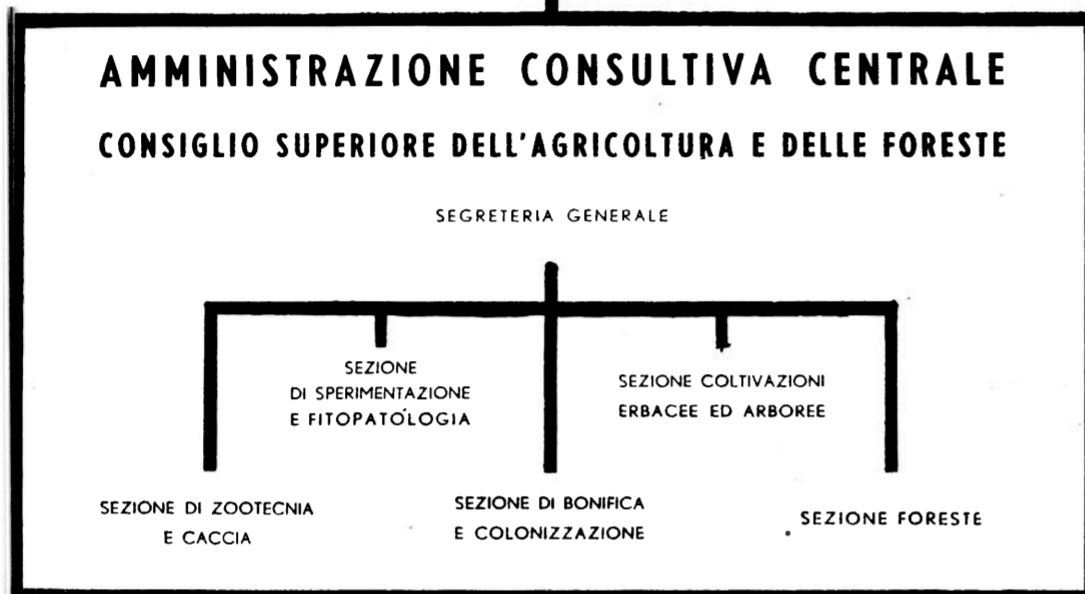 AMMINISTRAZIONE CONSULTIVA CENTRALE
CONSIGLIO SUPERIORE DELL'AGRICOLTURA E DELLE FORESTE
SEGRETERIA GENERALE
SEZIONE
DI SPERIMENTAZIONE
E FITOPATOLOGIA
SEZIONE COLTIVAZIONI
ERBACEE ED ARBOREE
SEZIONE DI ZOOTECNIA
E CACCIA
SEZIONE DI BONIFICA
E COLONIZZAZIONE
SEZIONE FORESTE